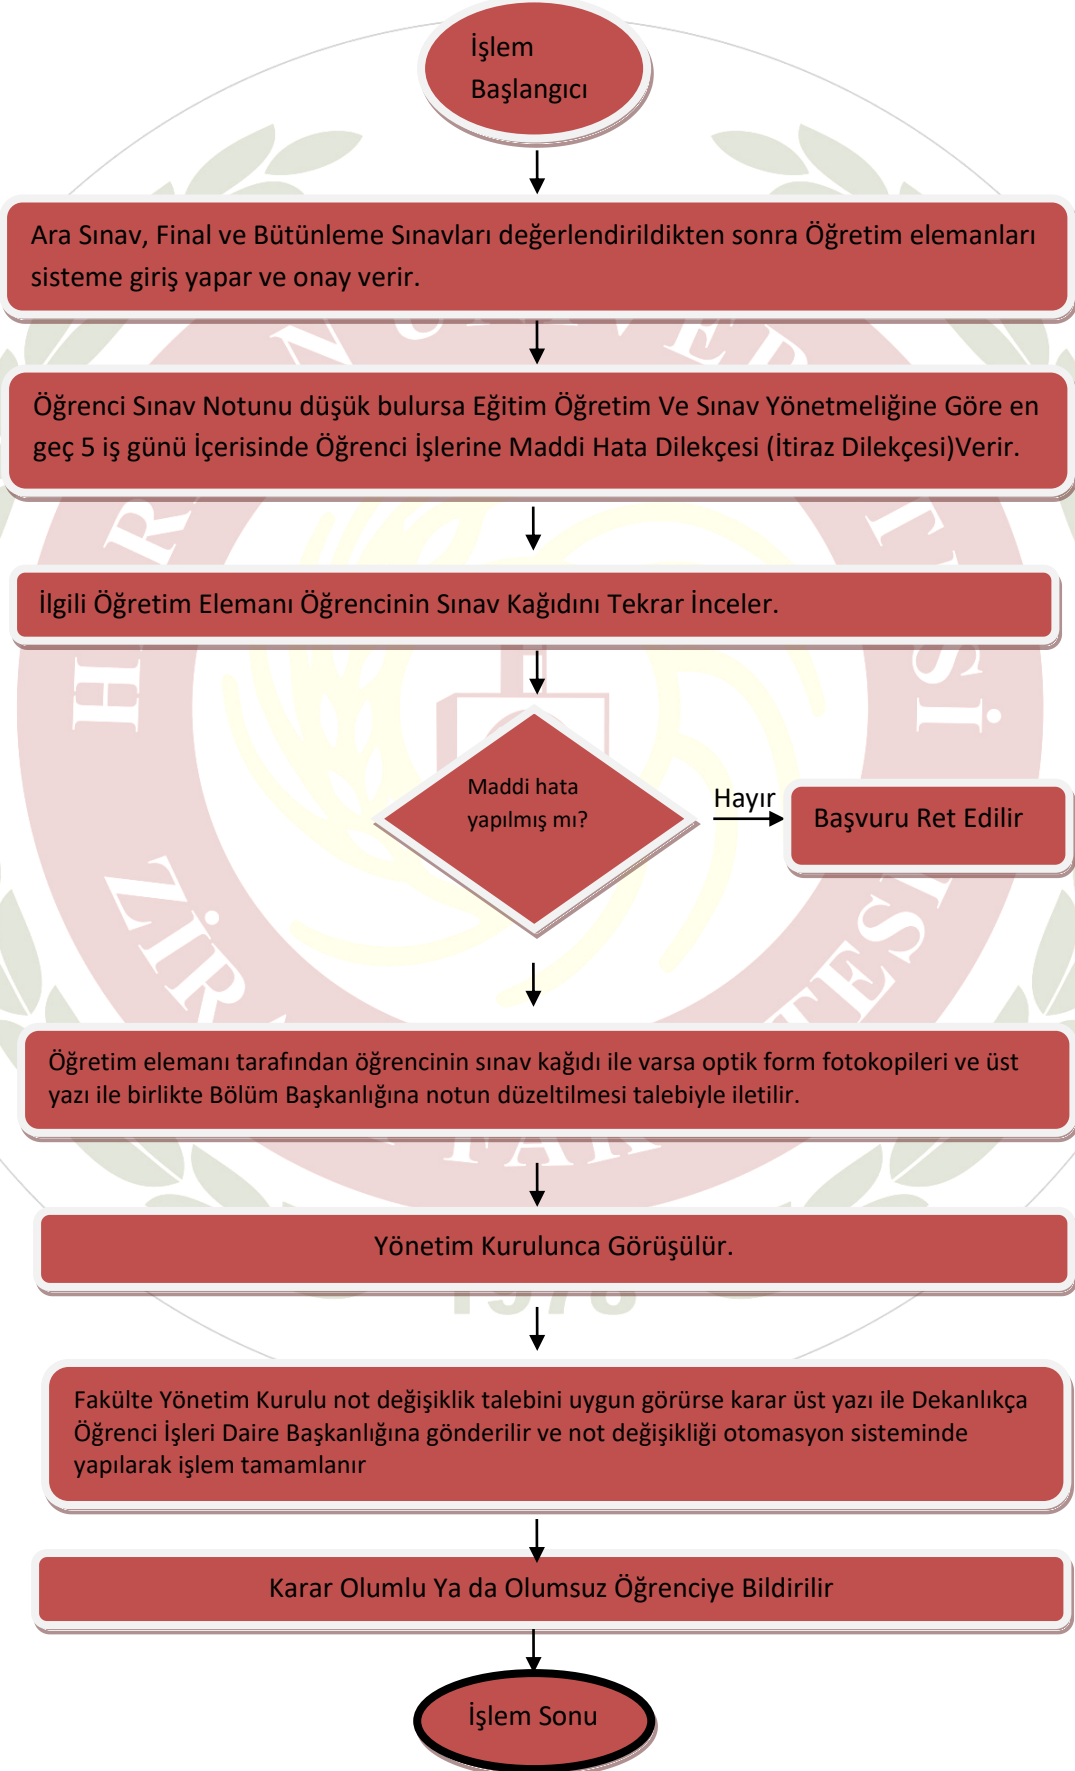 İşlem
Başlangıcı
Ara Sınav, Final ve Bütünleme Sınavları değerlendirildikten sonra Öğretim elemanları
sisteme giriş yapar ve onay verir.
Öğrenci Sınav Notunu düşük bulursa Eğitim Öğretim Ve Sınav Yönetmeliğine Göre en
geç 5 iş günü İçerisinde Öğrenci İşlerine Maddi Hata Dilekçesi (İtiraz Dilekçesi)Verir.
İlgili Öğretim Elemanı Öğrencinin Sınav Kağıdını Tekrar İnceler.
Maddi hata
yapılmış mı?
Hayır
Başvuru Ret Edilir
Öğretim elemanı tarafından öğrencinin sınav kağıdı ile varsa optik form fotokopileri ve üst
yazı ile birlikte Bölüm Başkanlığına notun düzeltilmesi talebiyle iletilir.
Yönetim Kurulunca Görüşülür.
1978
Fakülte Yönetim Kurulu not değişiklik talebini uygun görürse karar üst yazı ile Dekanlıkça
Öğrenci İşleri Daire Başkanlığına gönderilir ve not değişikliği otomasyon sisteminde
yapılarak işlem tamamlanır
Karar Olumlu Ya da Olumsuz Öğrenciye Bildirilir
İşlem Sonu